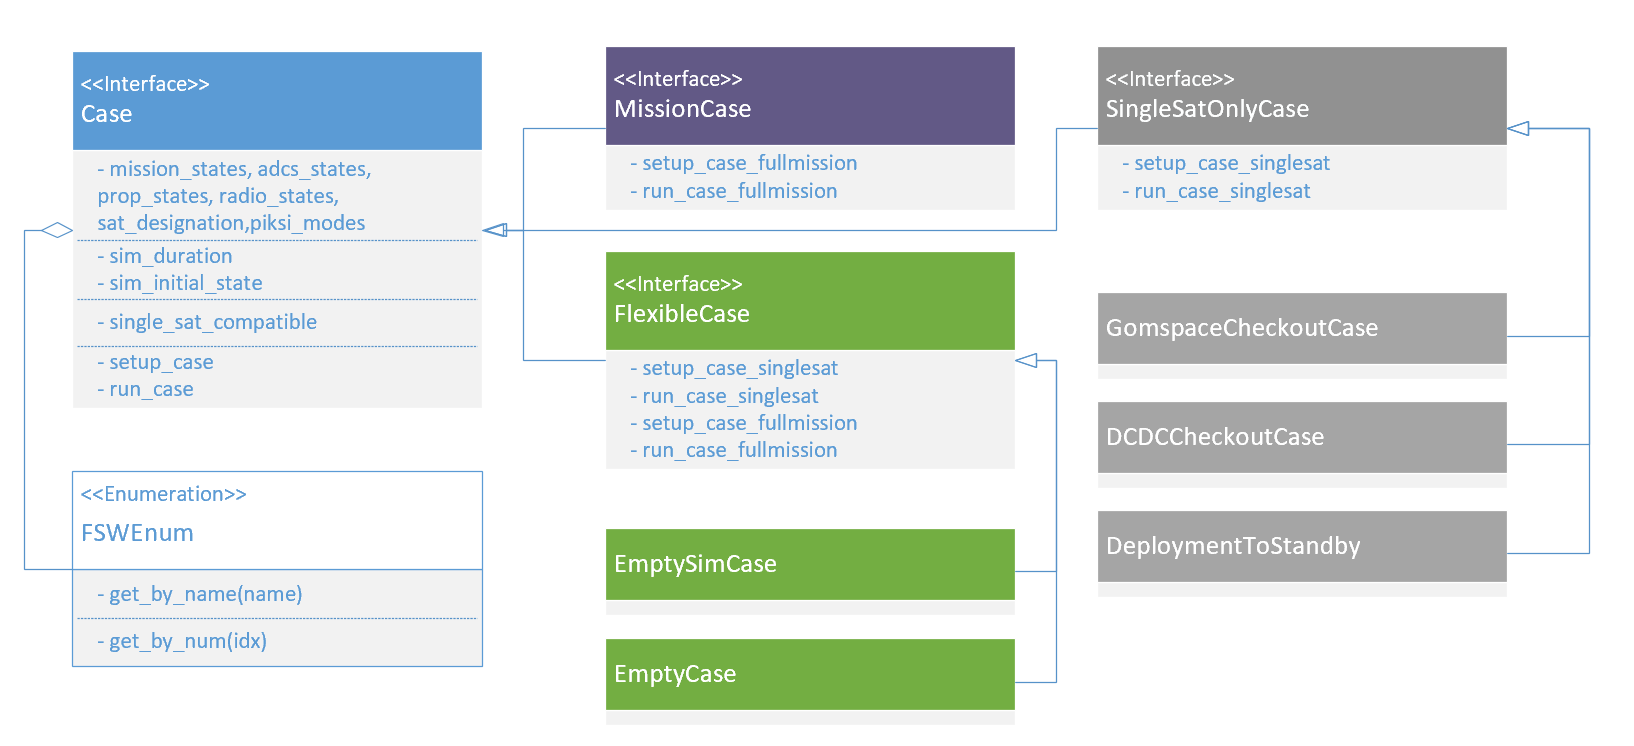 <<Interface>>
Case
- mission_states, adcs_states,
prop_states, radio_states,
sat_designation,piksi_modes
- sim_duration
- sim_initial_state
- single_sat_compatible
- setup_case
- run_case
<<Enumeration>>
FSWEnum
- get_by_name(name)
- get_by_num(idx)
<<Interface>>
MissionCase
- setup_case_fullmission
- run_case_fullmission
<<Interface>>
FlexibleCase
- setup_case_singlesat
- run_case_singlesat
- setup_case_fullmission
- run_case_fullmission
EmptySimCase
EmptyCase
<<Interface>>
SingleSatOnlyCase
- setup_case_singlesat
- run_case_singlesat
GomspaceCheckoutCase
DCDCCheckoutCase
DeploymentToStandby